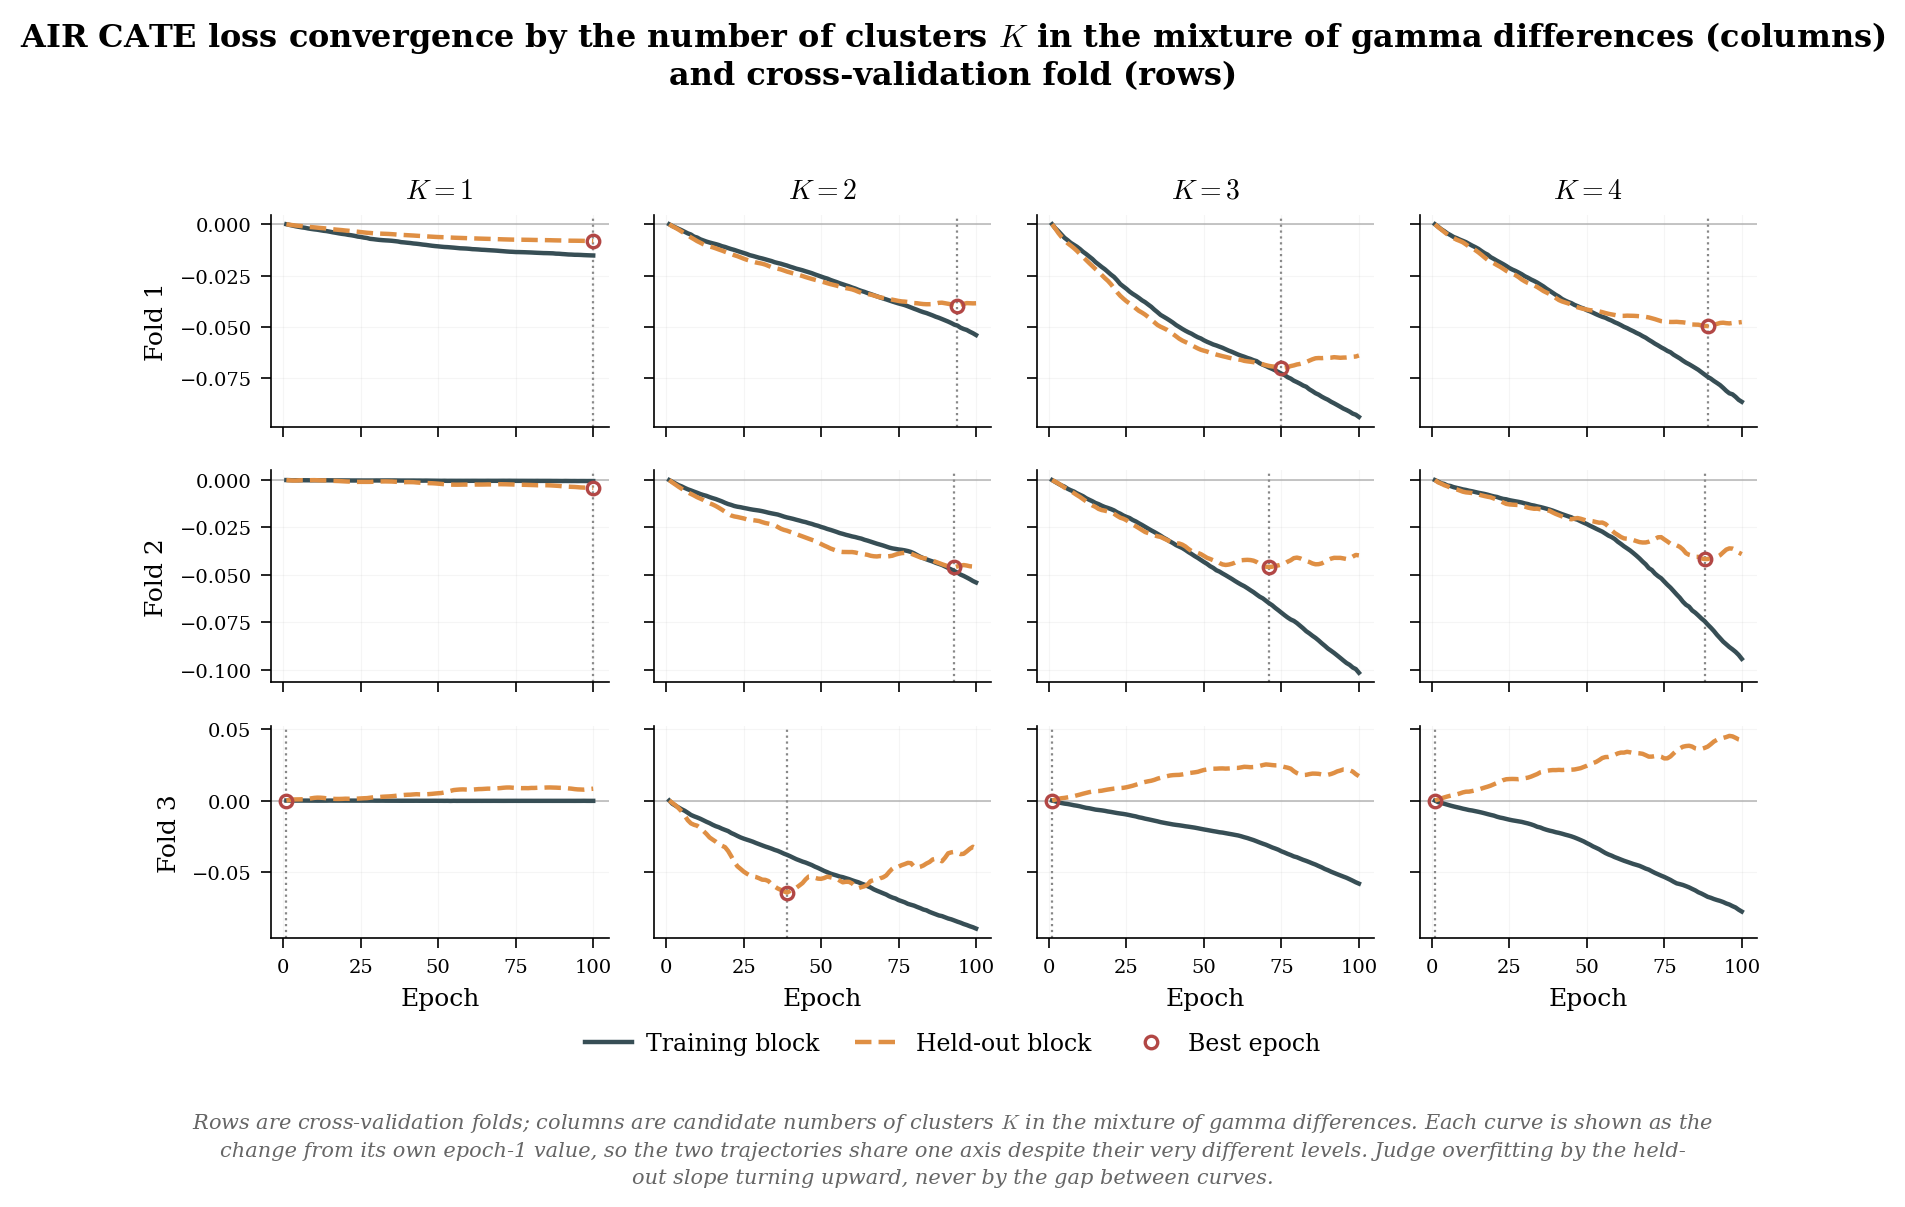 AIR CATE loss convergence by the number of clusters K in the mixture of gamma differences (columns)
and cross-validation fold (rows)
K = 1
K = 2
K = 3
K = 4
Fold 1
0.000
−0.025
−0.050
−0.075
Fold 2
0.000
−0.025
−0.050
−0.075
−0.100
Fold 3
0.05
0.00
−0.05
0 25 50 75 100
0 25 50 75 100
0 25 50 75 100
0 25 50 75 100
Epoch
Epoch
Epoch
Epoch
Training block
Held-out block
Best epoch
Rows are cross-validation folds; columns are candidate numbers of clusters K in the mixture of gamma differences. Each curve is shown as the
change from its own epoch-1 value, so the two trajectories share one axis despite their very different levels. Judge overfitting by the held-
out slope turning upward, never by the gap between curves.